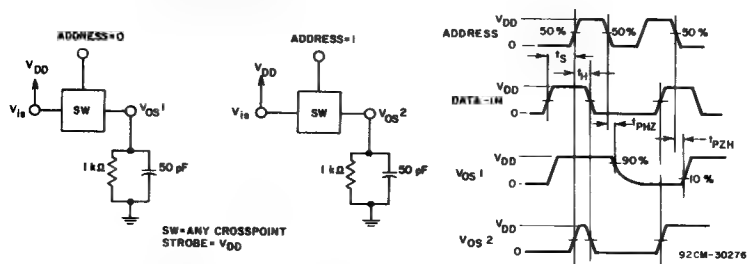 ADDRESS=0
VDD
Vis
SW
VOS 1
1 kΩ
50 pF
ADDRESS=1
VDD
Vis
SW
VOS 2
1 kΩ
50 pF
SW=ANY CROSSPOINT
STROBE= VDD
ADDRESS
VDD
0
50%
50%
50%
tS
tH
DATA-IN
VDD
0
tPHZ
tPZH
VOS 1
VDD
0
90%
10%
VOS 2
VDD
0
92CM-30276